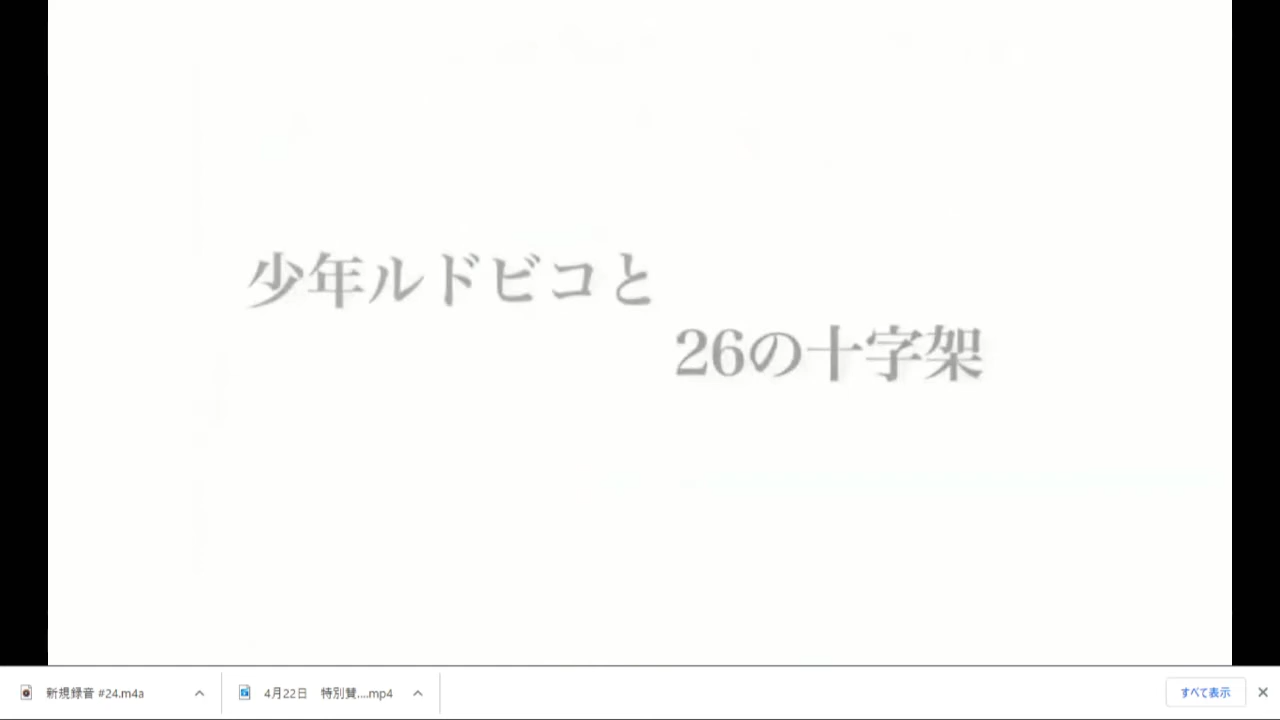 少年ルドビコと
26の十字架
新規録音 #24.m4a
4月22日　特別賛....mp4
すべて表示